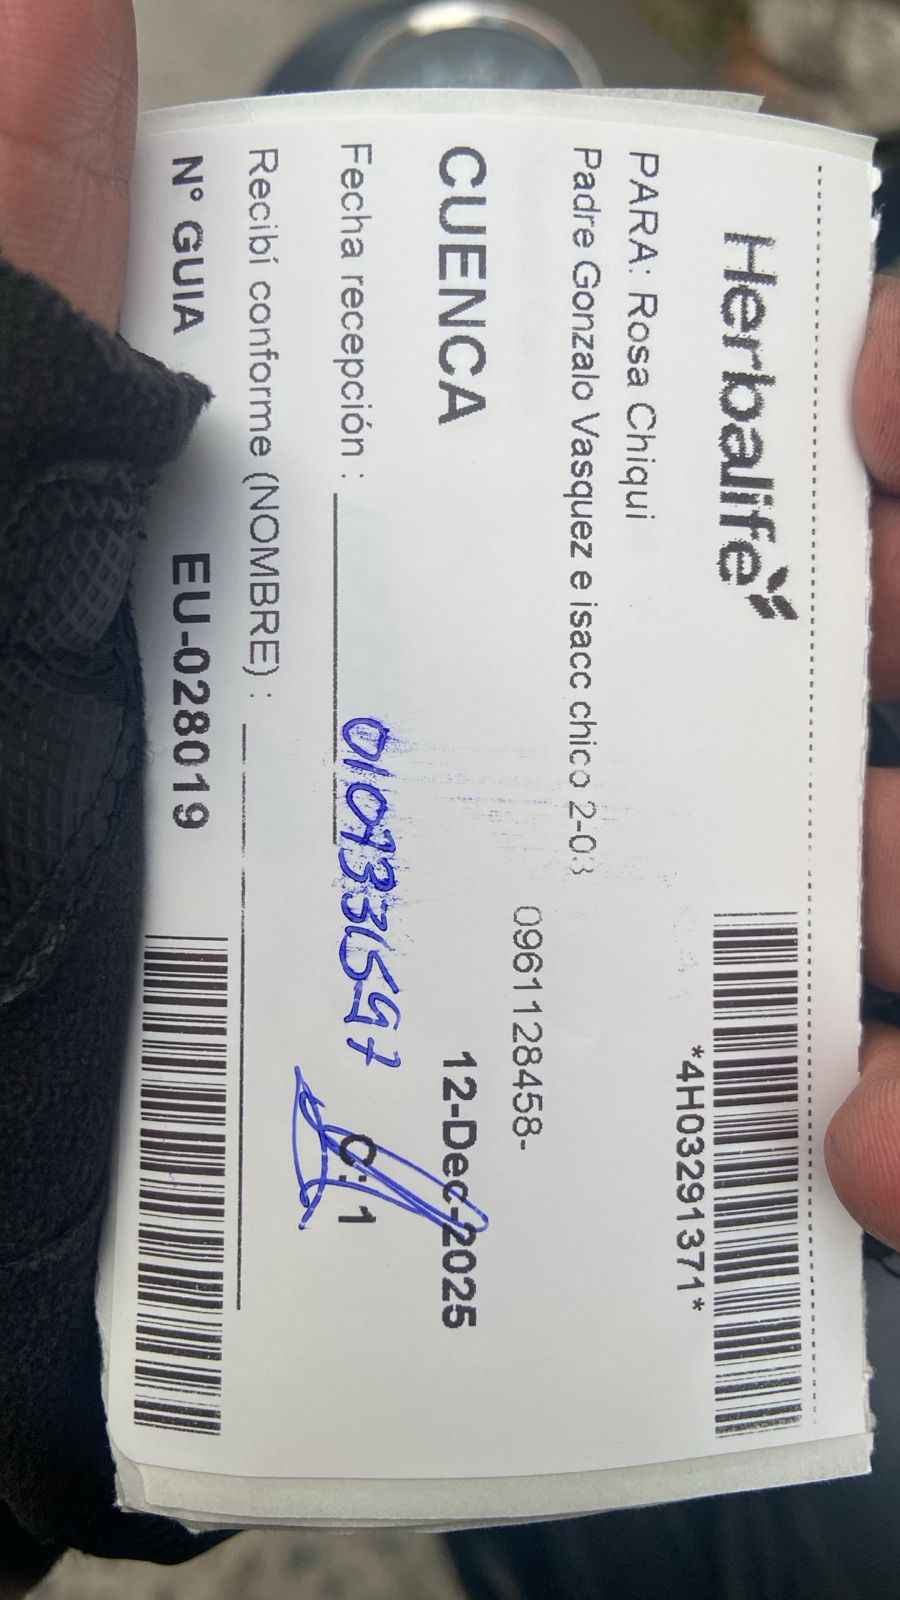 Herbalife
*4H03291371*
PARA: Rosa Chiqui
Padre Gonzalo Vasquez e isacc chico 2-03
0961128458-
CUENCA
12-Dec-2025
Fecha recepción :
C: 1
Recibí conforme (NOMBRE) :
N° GUIA EU-028019